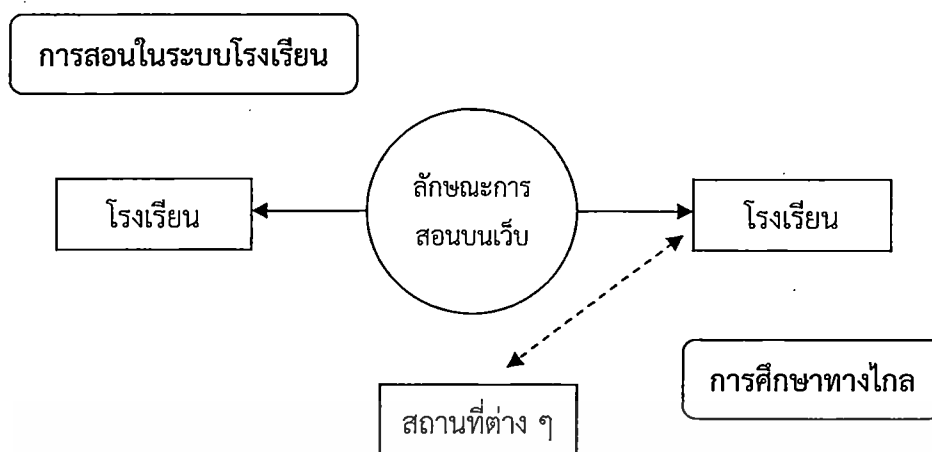 การสอนในระบบโรงเรียน
ลักษณะการ
สอนบนเว็บ
โรงเรียน
โรงเรียน
การศึกษาทางไกล
สถานที่ต่าง ๆ